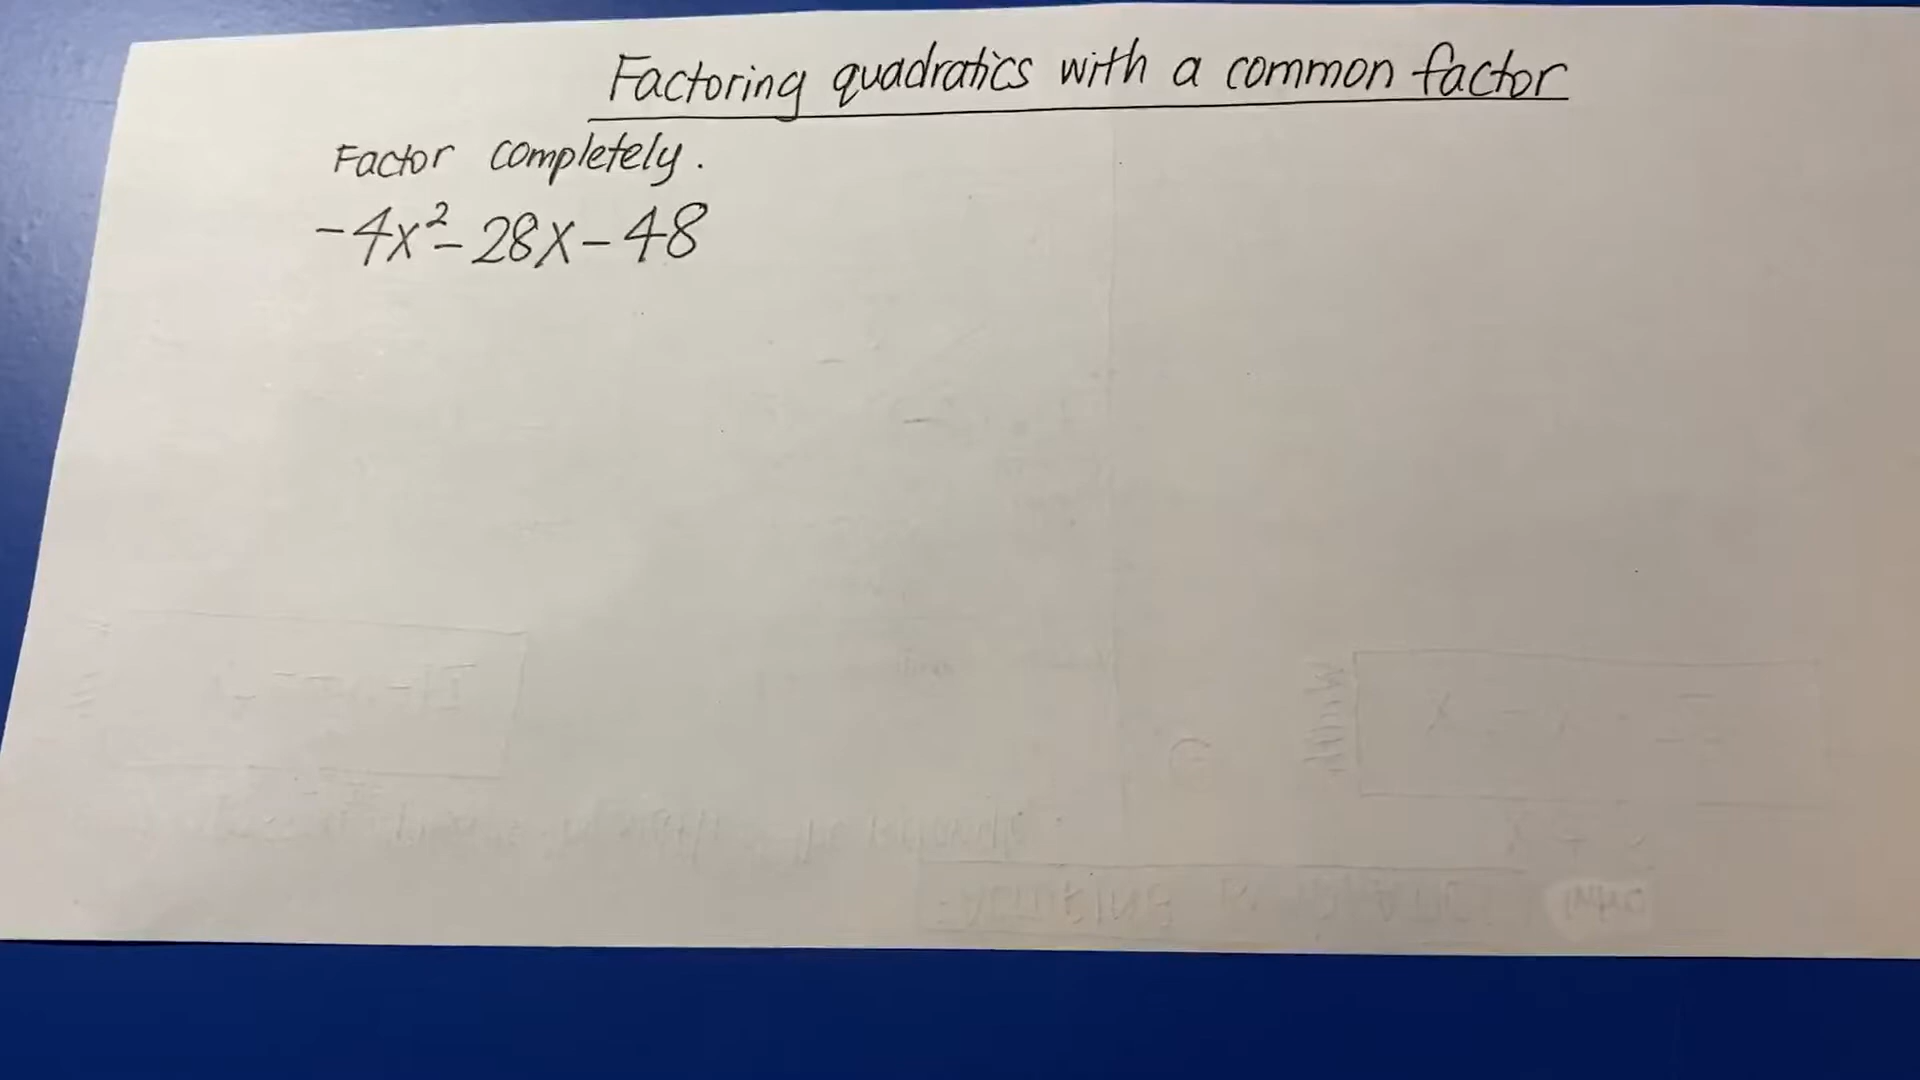 Factoring quadratics with a common factor
Factor completely.
-4x²- 28x - 48